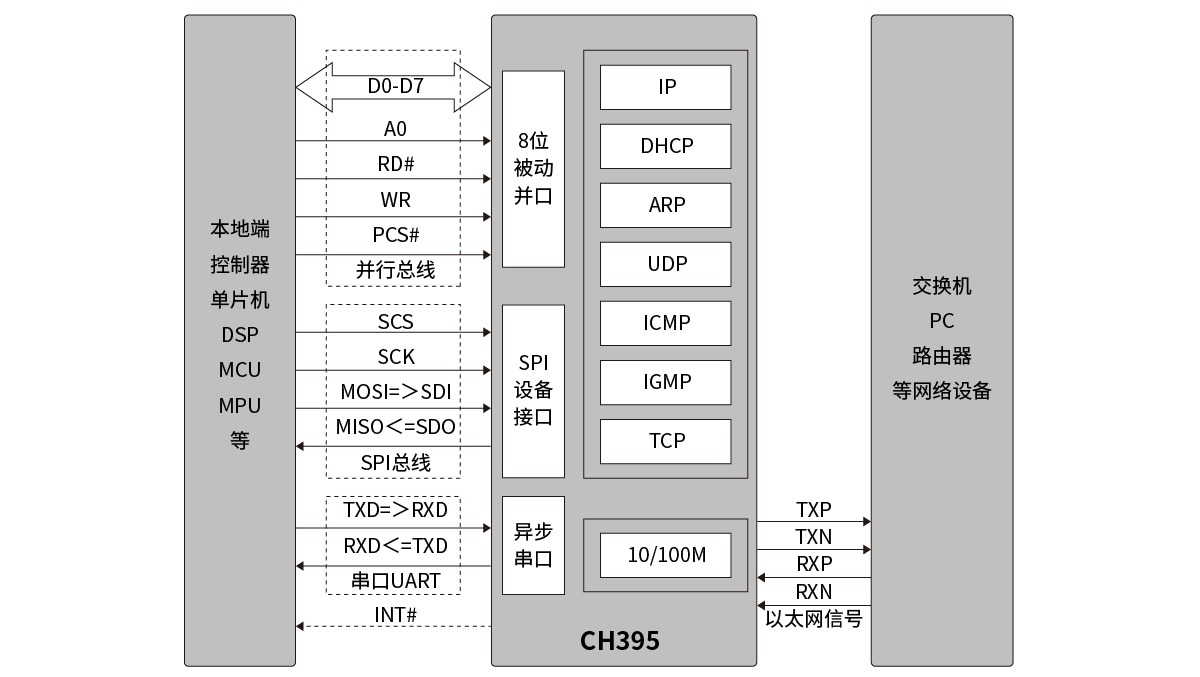 本地端
控制器
单片机
DSP
MCU
MPU
等
D0-D7
A0
RD#
WR
PCS#
并行总线
SCS
SCK
MOSI=>SDI
MISO<=SDO
SPI总线
TXD=>RXD
RXD<=TXD
串口UART
INT#
8位
被动
并口
SPI
设备
接口
异步
串口
IP
DHCP
ARP
UDP
ICMP
IGMP
TCP
10/100M
CH395
TXP
TXN
RXP
RXN
以太网信号
交换机
PC
路由器
等网络设备